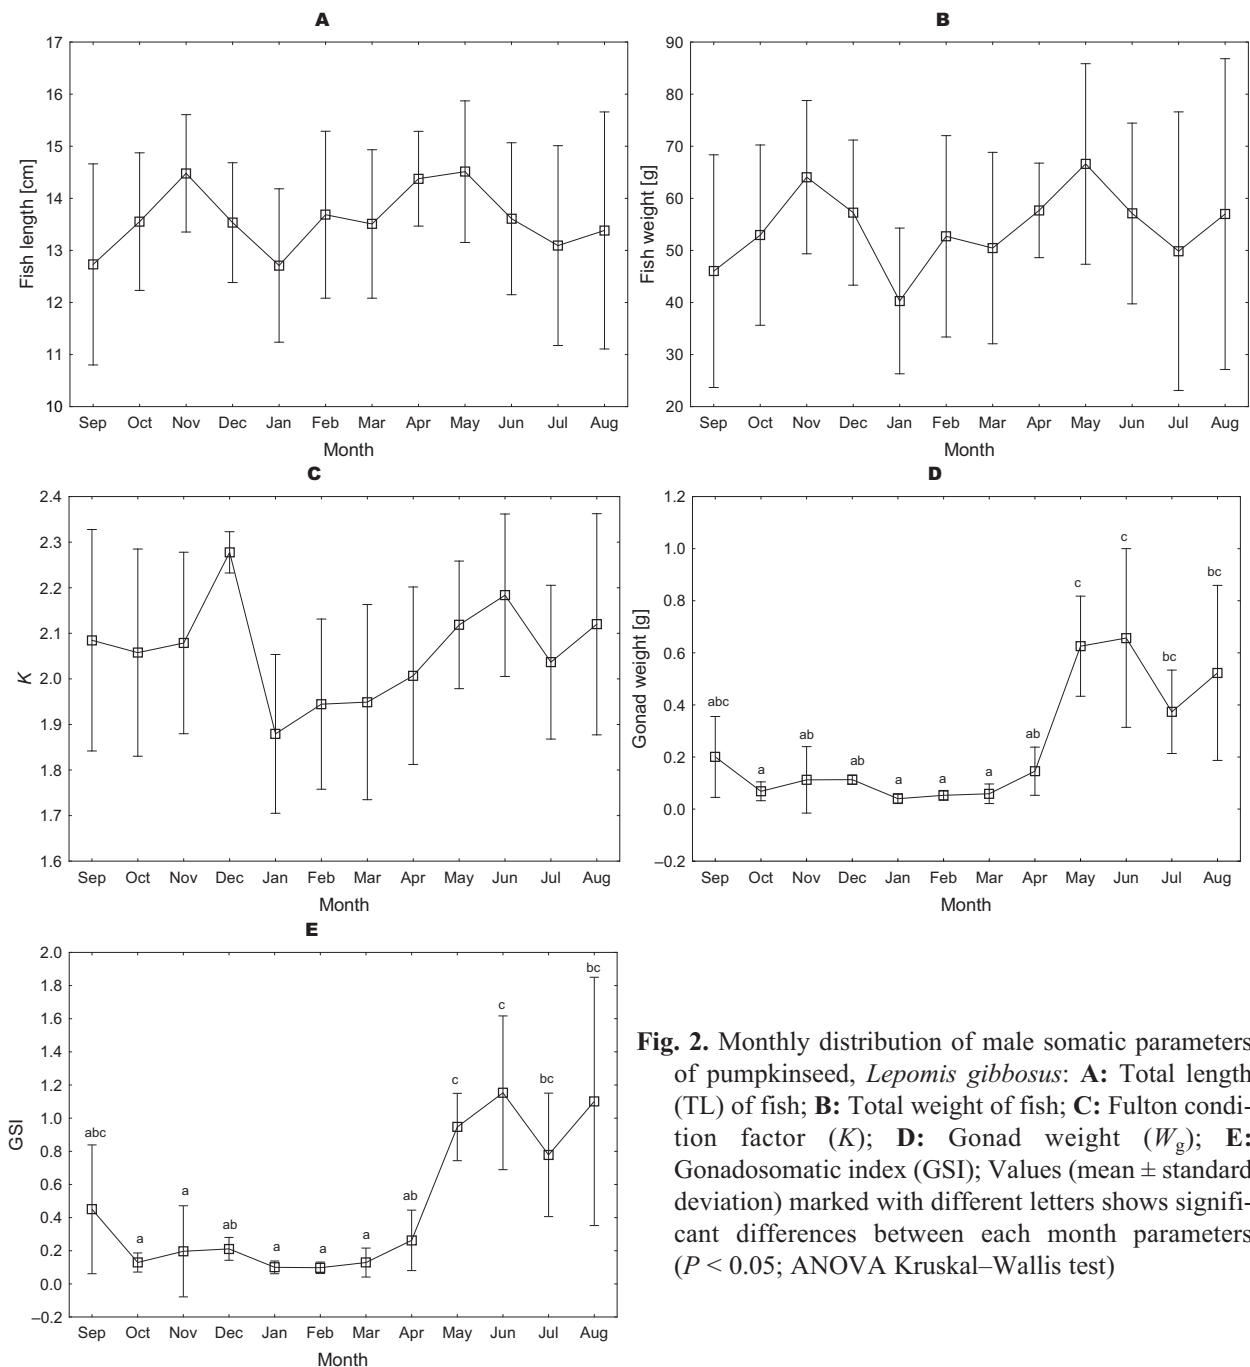 A
17
16
15
14
13
12
11
10
Fish length [cm]
Sep Oct Nov Dec Jan Feb Mar Apr May Jun Jul Aug
Month
B
90
80
70
60
50
40
30
20
Fish weight [g]
Sep Oct Nov Dec Jan Feb Mar Apr May Jun Jul Aug
Month
C
2.4
2.3
2.2
2.1
2.0
1.9
1.8
1.7
1.6
K
Sep Oct Nov Dec Jan Feb Mar Apr May Jun Jul Aug
Month
D
1.2
1.0
0.8
0.6
0.4
0.2
0.0
–0.2
Gonad weight [g]
abc a ab ab a a a ab c c bc bc
Sep Oct Nov Dec Jan Feb Mar Apr May Jun Jul Aug
Month
E
2.0
1.8
1.6
1.4
1.2
1.0
0.8
0.6
0.4
0.2
0.0
–0.2
GSI
abc a a ab a a a ab c c bc bc
Sep Oct Nov Dec Jan Feb Mar Apr May Jun Jul Aug
Month
Fig. 2. Monthly distribution of male somatic parameters
of pumpkinseed, Lepomis gibbosus: A: Total length
(TL) of fish; B: Total weight of fish; C: Fulton condi-
tion factor (K); D: Gonad weight (Wg); E:
Gonadosomatic index (GSI); Values (mean ± standard
deviation) marked with different letters shows signifi-
cant differences between each month parameters
(P < 0.05; ANOVA Kruskal–Wallis test)